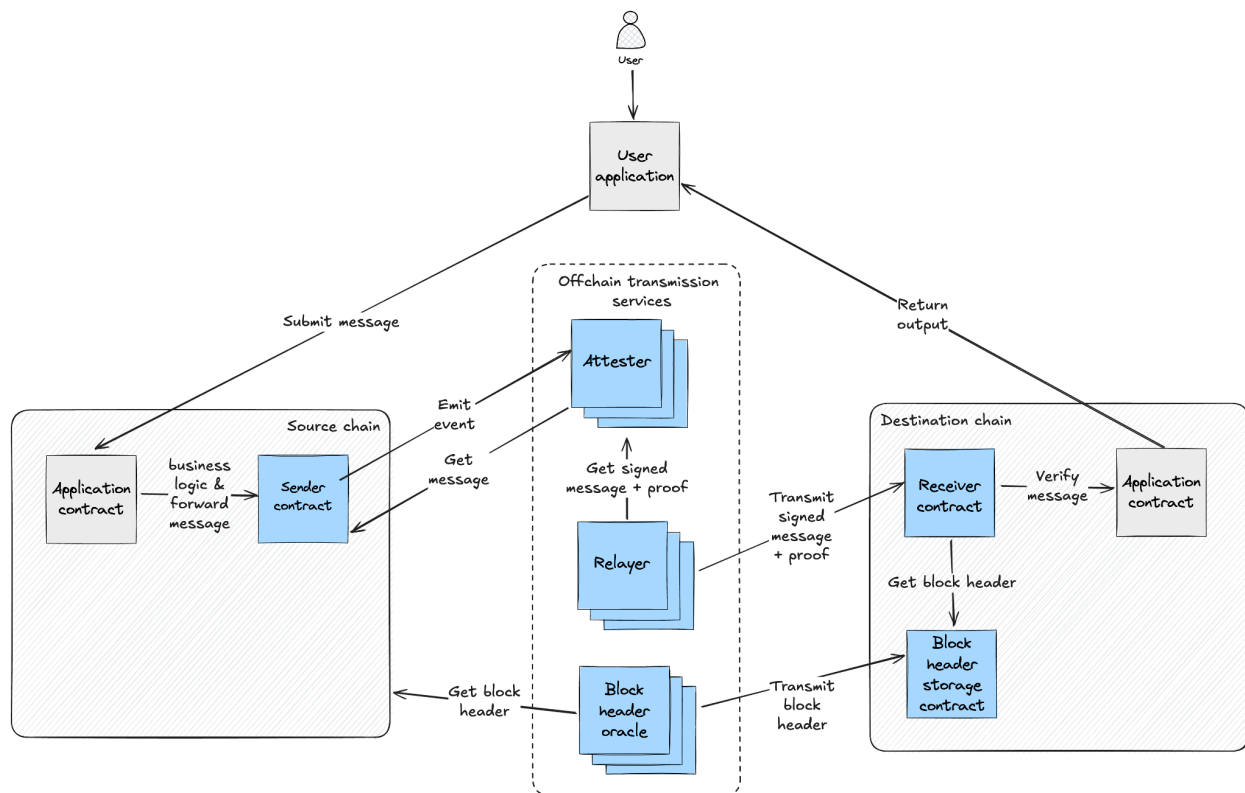 User
User
application
Offchain transmission
services
Submit message
Return
output
Attester
Emit
event
Source chain
Destination chain
Get
message
business
logic &
forward
message
Application
contract
Sender
contract
Get signed
message + proof
Transmit
signed
message
+ proof
Receiver
contract
Verify
message
Application
contract
Relayer
Get block header
Block
header
storage
contract
Get block
header
Block
header
oracle
Transmit
block
header